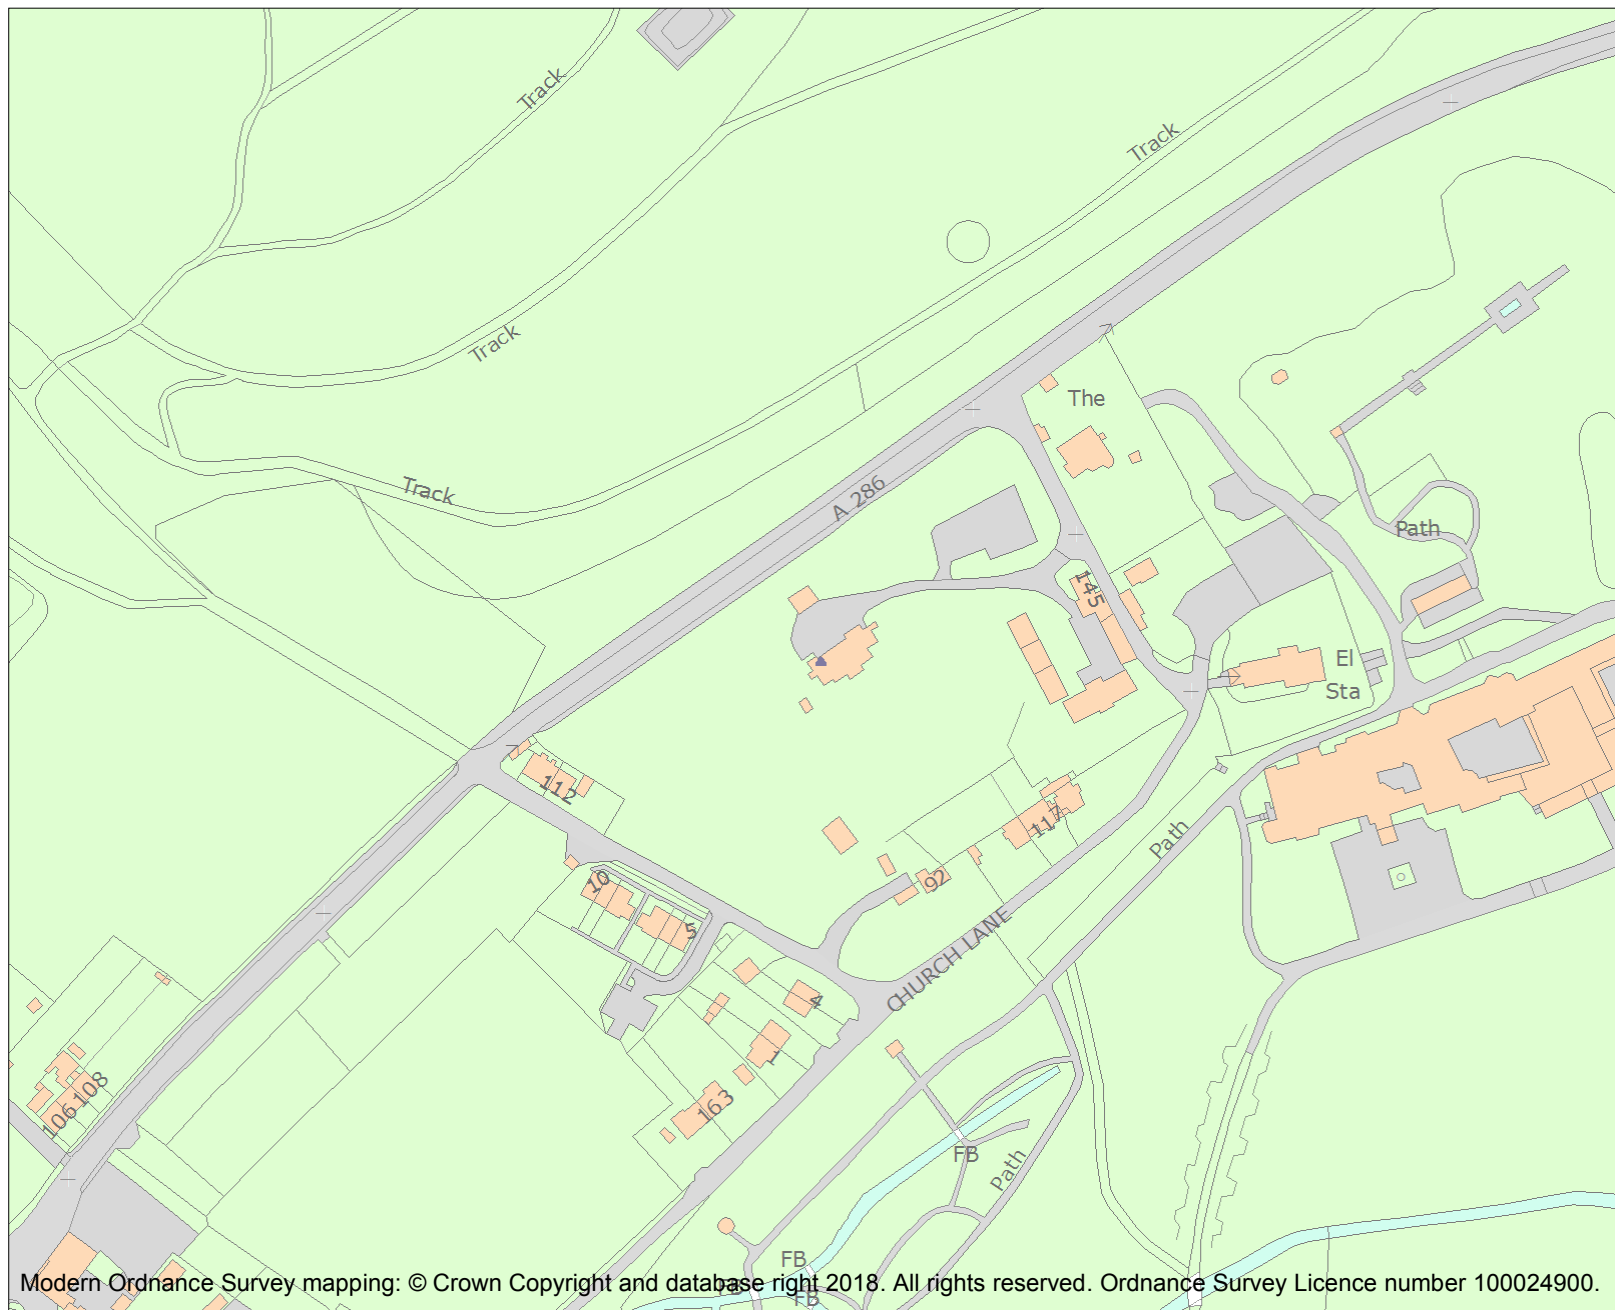 Track
Track
Track
The
Track
A 286
Path
145
El
Sta
112
117
Path
10
92
5
CHURCH LANE
4
1
108
163
106
FB
Path
FB
FB
FB
Modern Ordnance Survey mapping: © Crown Copyright and database right 2018. All rights reserved. Ordnance Survey Licence number 100024900.